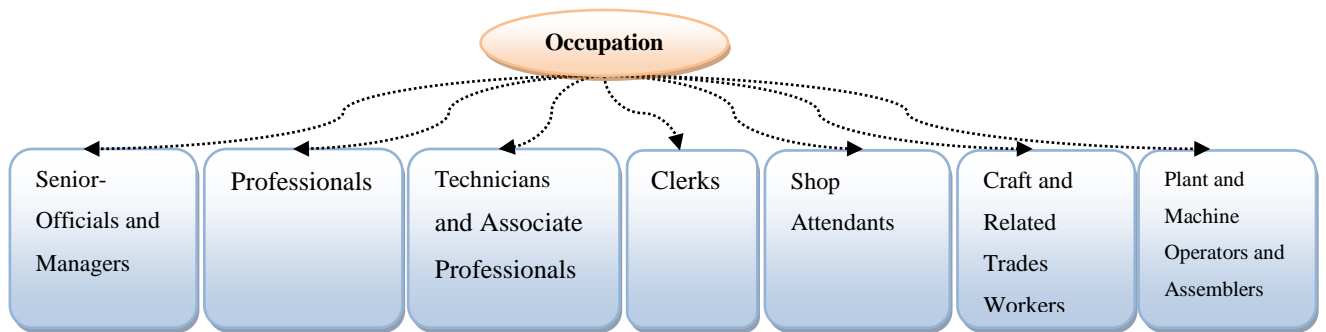 Occupation
Senior-
Officials and
Managers
Professionals
Technicians
and Associate
Professionals
Clerks
Shop
Attendants
Craft and
Related
Trades
Workers
Plant and
Machine
Operators and
Assemblers